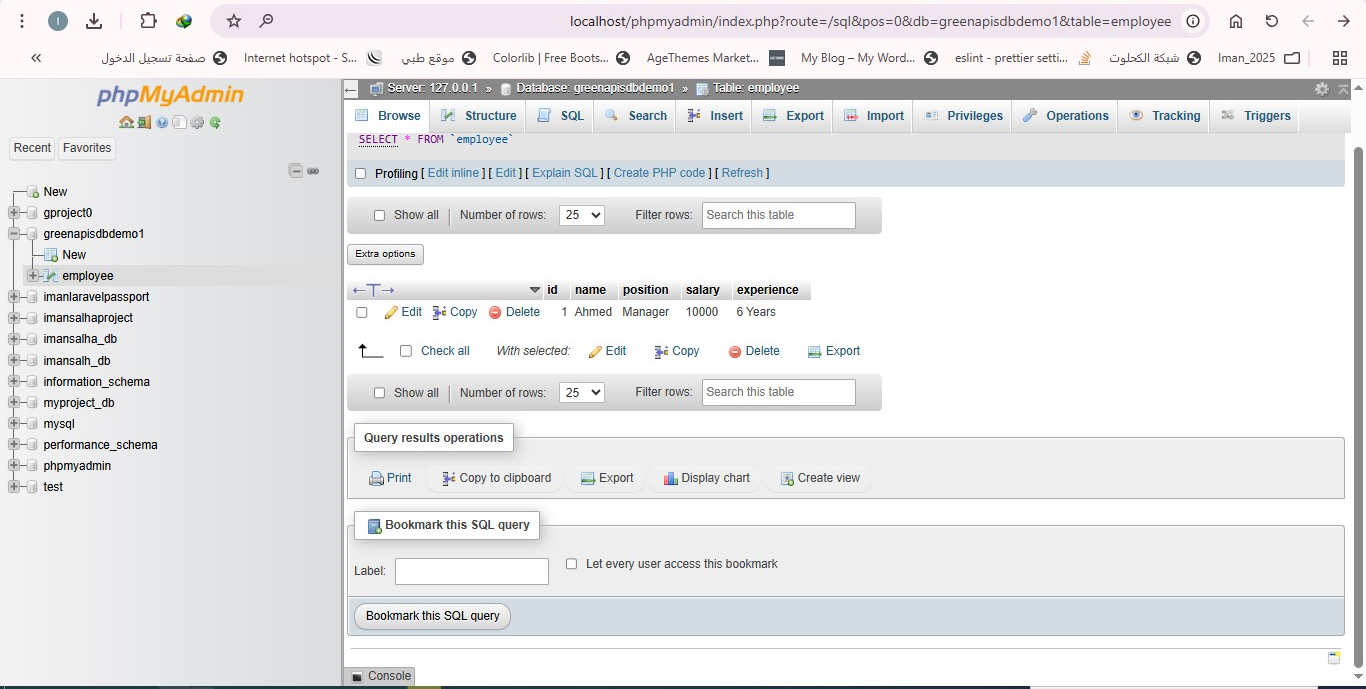 localhost/phpmyadmin/index.php?route=/sql&pos=0&db=greenapisdbdemo1&table=employee
صفحة تسجيل الدخول Internet hotspot - S... موقع طبي Colorlib | Free Boots... AgeThemes Market... My Blog – My Word... eslint - prettier setti... شبكة الكحلوت Iman_2025
phpMyAdmin
Recent Favorites
New
gproject0
greenapisdbdemo1
New
employee
imanlaravelpassport
imansalhaproject
imansalha_db
imansalh_db
information_schema
myproject_db
mysql
performance_schema
phpmyadmin
test
Server: 127.0.0.1 » Database: greenapisdbdemo1 » Table: employee
Browse Structure SQL Search Insert Export Import Privileges Operations Tracking Triggers
SELECT * FROM `employee`
Profiling [ Edit inline ] [ Edit ] [ Explain SQL ] [ Create PHP code ] [ Refresh ]
Show all Number of rows: 25 Filter rows: Search this table
Extra options
id name position salary experience
Edit Copy Delete 1 Ahmed Manager 10000 6 Years
Check all With selected: Edit Copy Delete Export
Show all Number of rows: 25 Filter rows: Search this table
Query results operations
Print Copy to clipboard Export Display chart Create view
Bookmark this SQL query
Label: Let every user access this bookmark
Bookmark this SQL query
Console